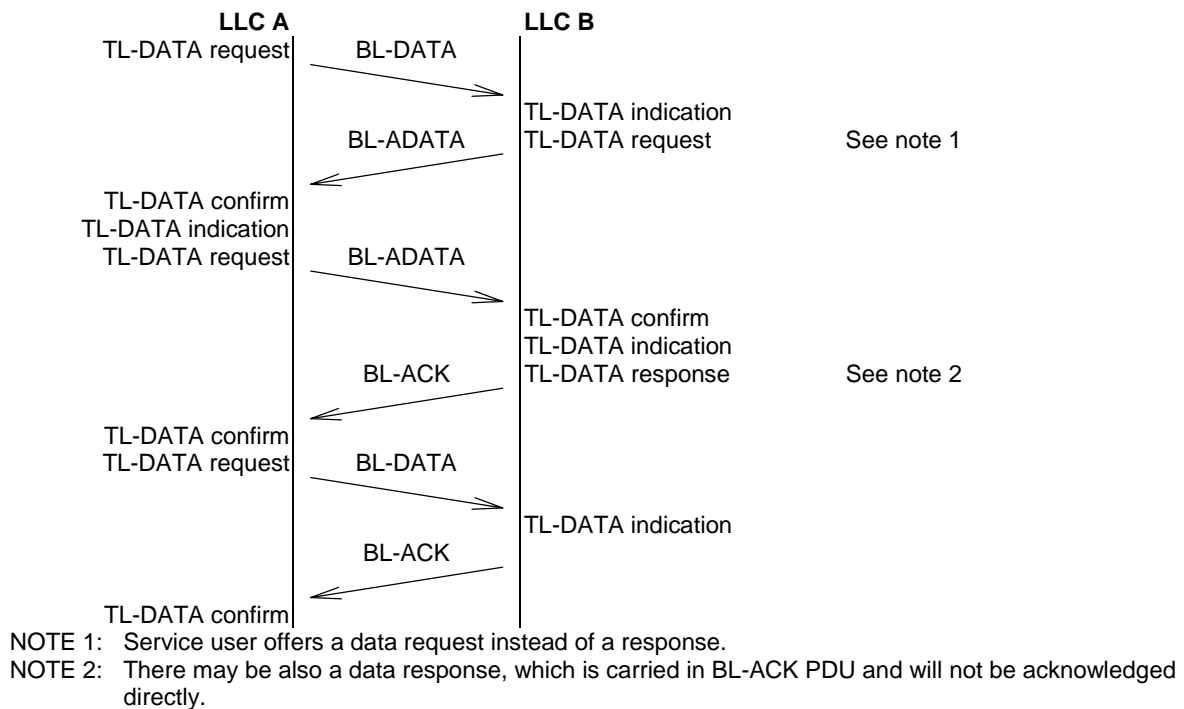 LLC A LLC B
TL-DATA request BL-DATA
TL-DATA indication
BL-ADATA TL-DATA request See note 1
TL-DATA confirm
TL-DATA indication
TL-DATA request BL-ADATA
TL-DATA confirm
TL-DATA indication
BL-ACK TL-DATA response See note 2
TL-DATA confirm
TL-DATA request BL-DATA
TL-DATA indication
BL-ACK
TL-DATA confirm
NOTE 1: Service user offers a data request instead of a response.
NOTE 2: There may be also a data response, which is carried in BL-ACK PDU and will not be acknowledged
directly.